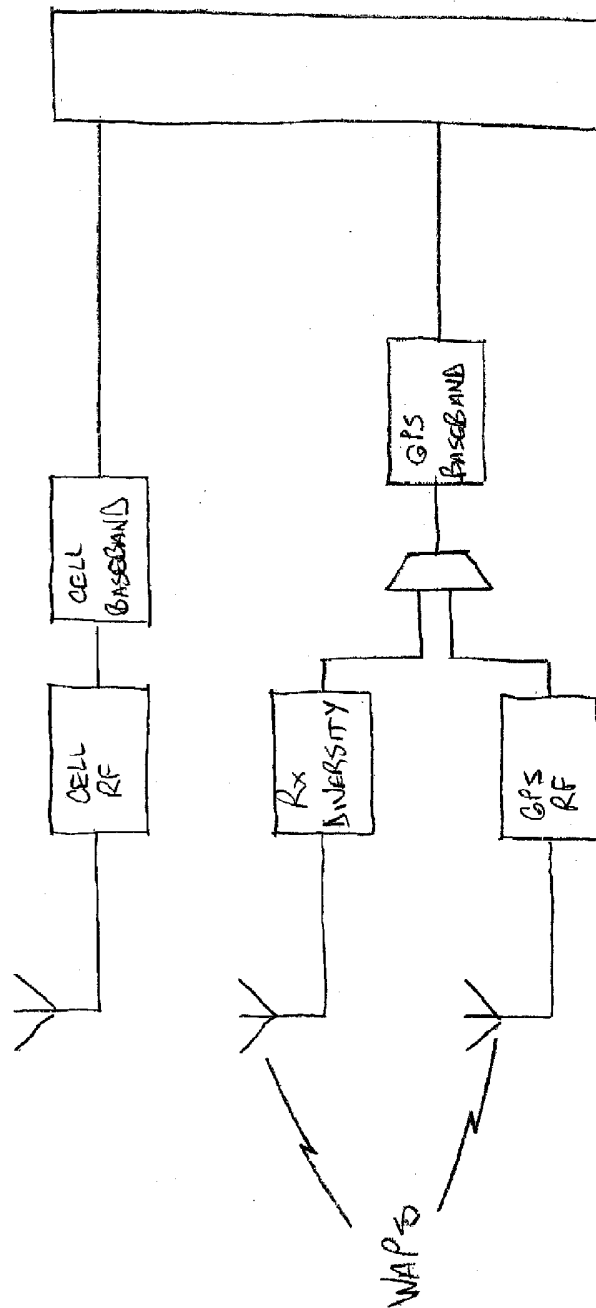 CELL
RF
CELL
BASEBAND
Rx
DIVERSITY
GPS
RF
GPS
BASEBAND
WAPS